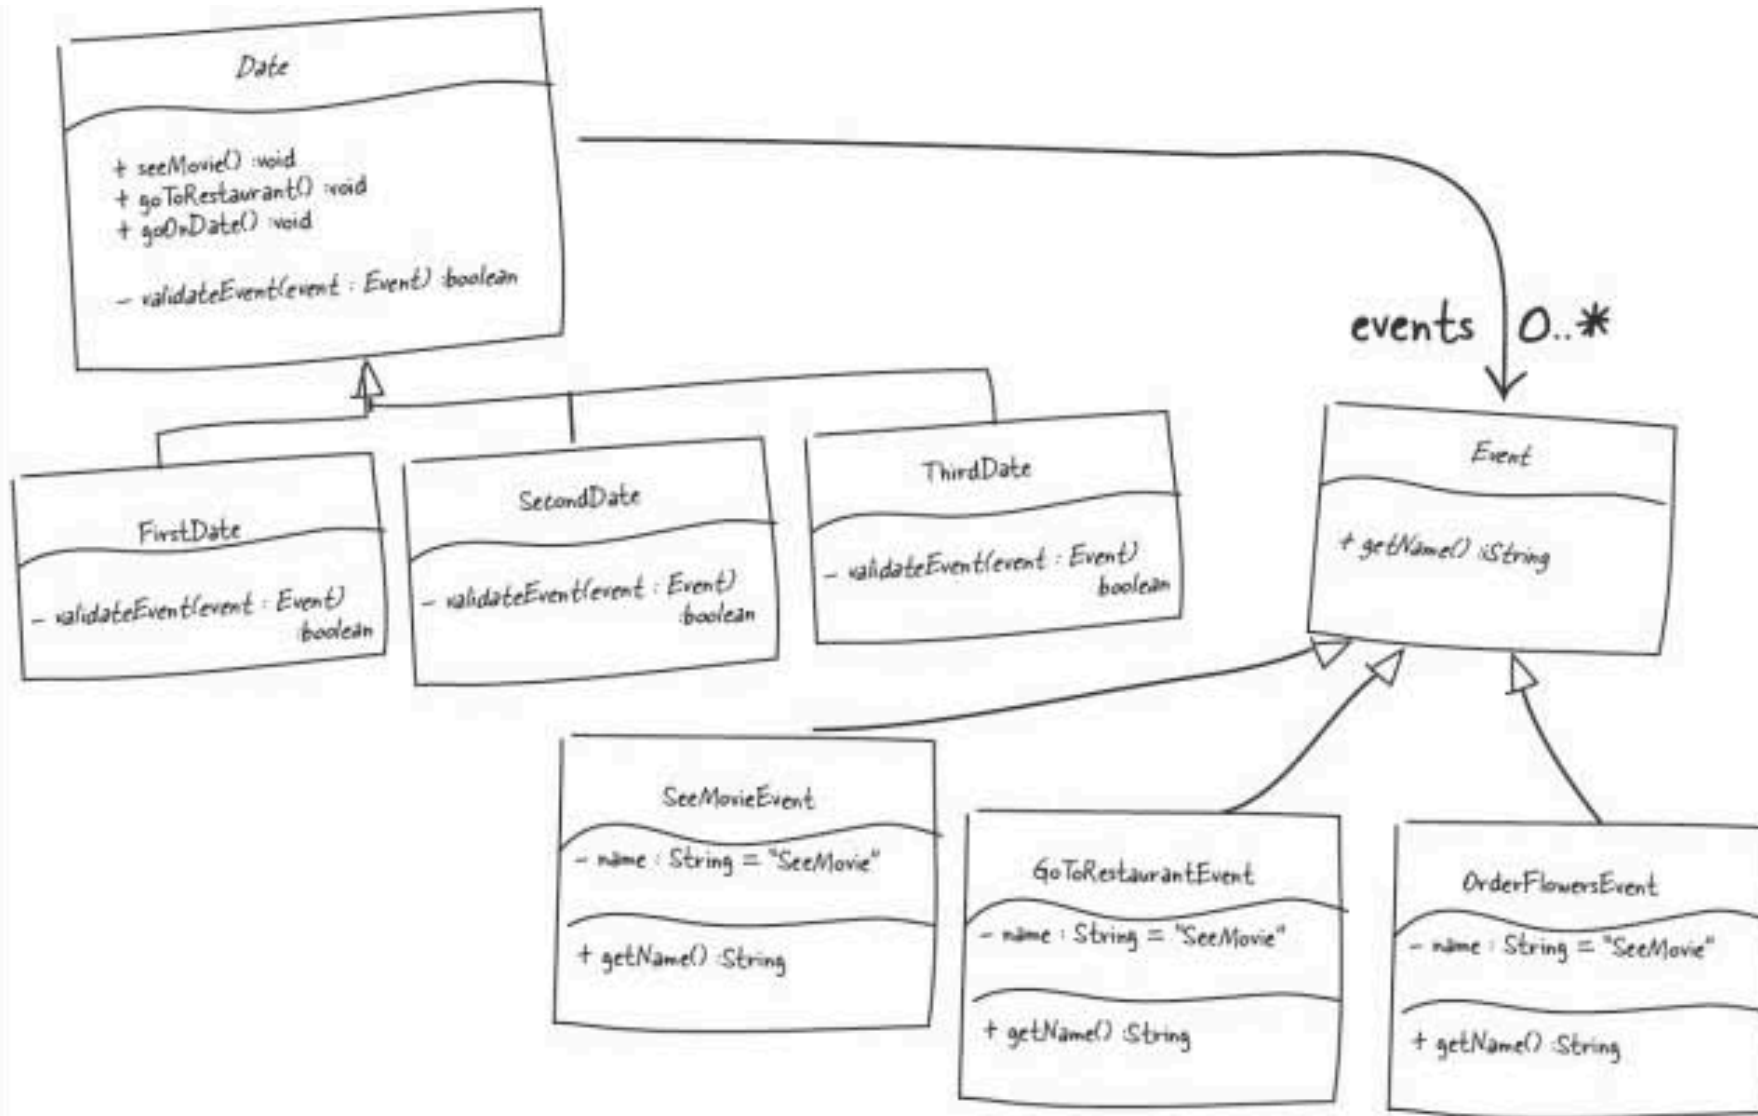 Date
+ seeMovie() :void
+ goToRestaurant() :void
+ goOnDate() :void
- validateEvent(event : Event) :boolean
events 0..*
FirstDate
- validateEvent(event : Event)
:boolean
SecondDate
- validateEvent(event : Event)
:boolean
ThirdDate
- validateEvent(event : Event)
boolean
Event
+ getName() :String
SeeMovieEvent
- name : String = "SeeMovie"
+ getName() :String
GoToRestaurantEvent
- name : String = "SeeMovie"
+ getName() :String
OrderFlowersEvent
- name : String = "SeeMovie"
+ getName() :String